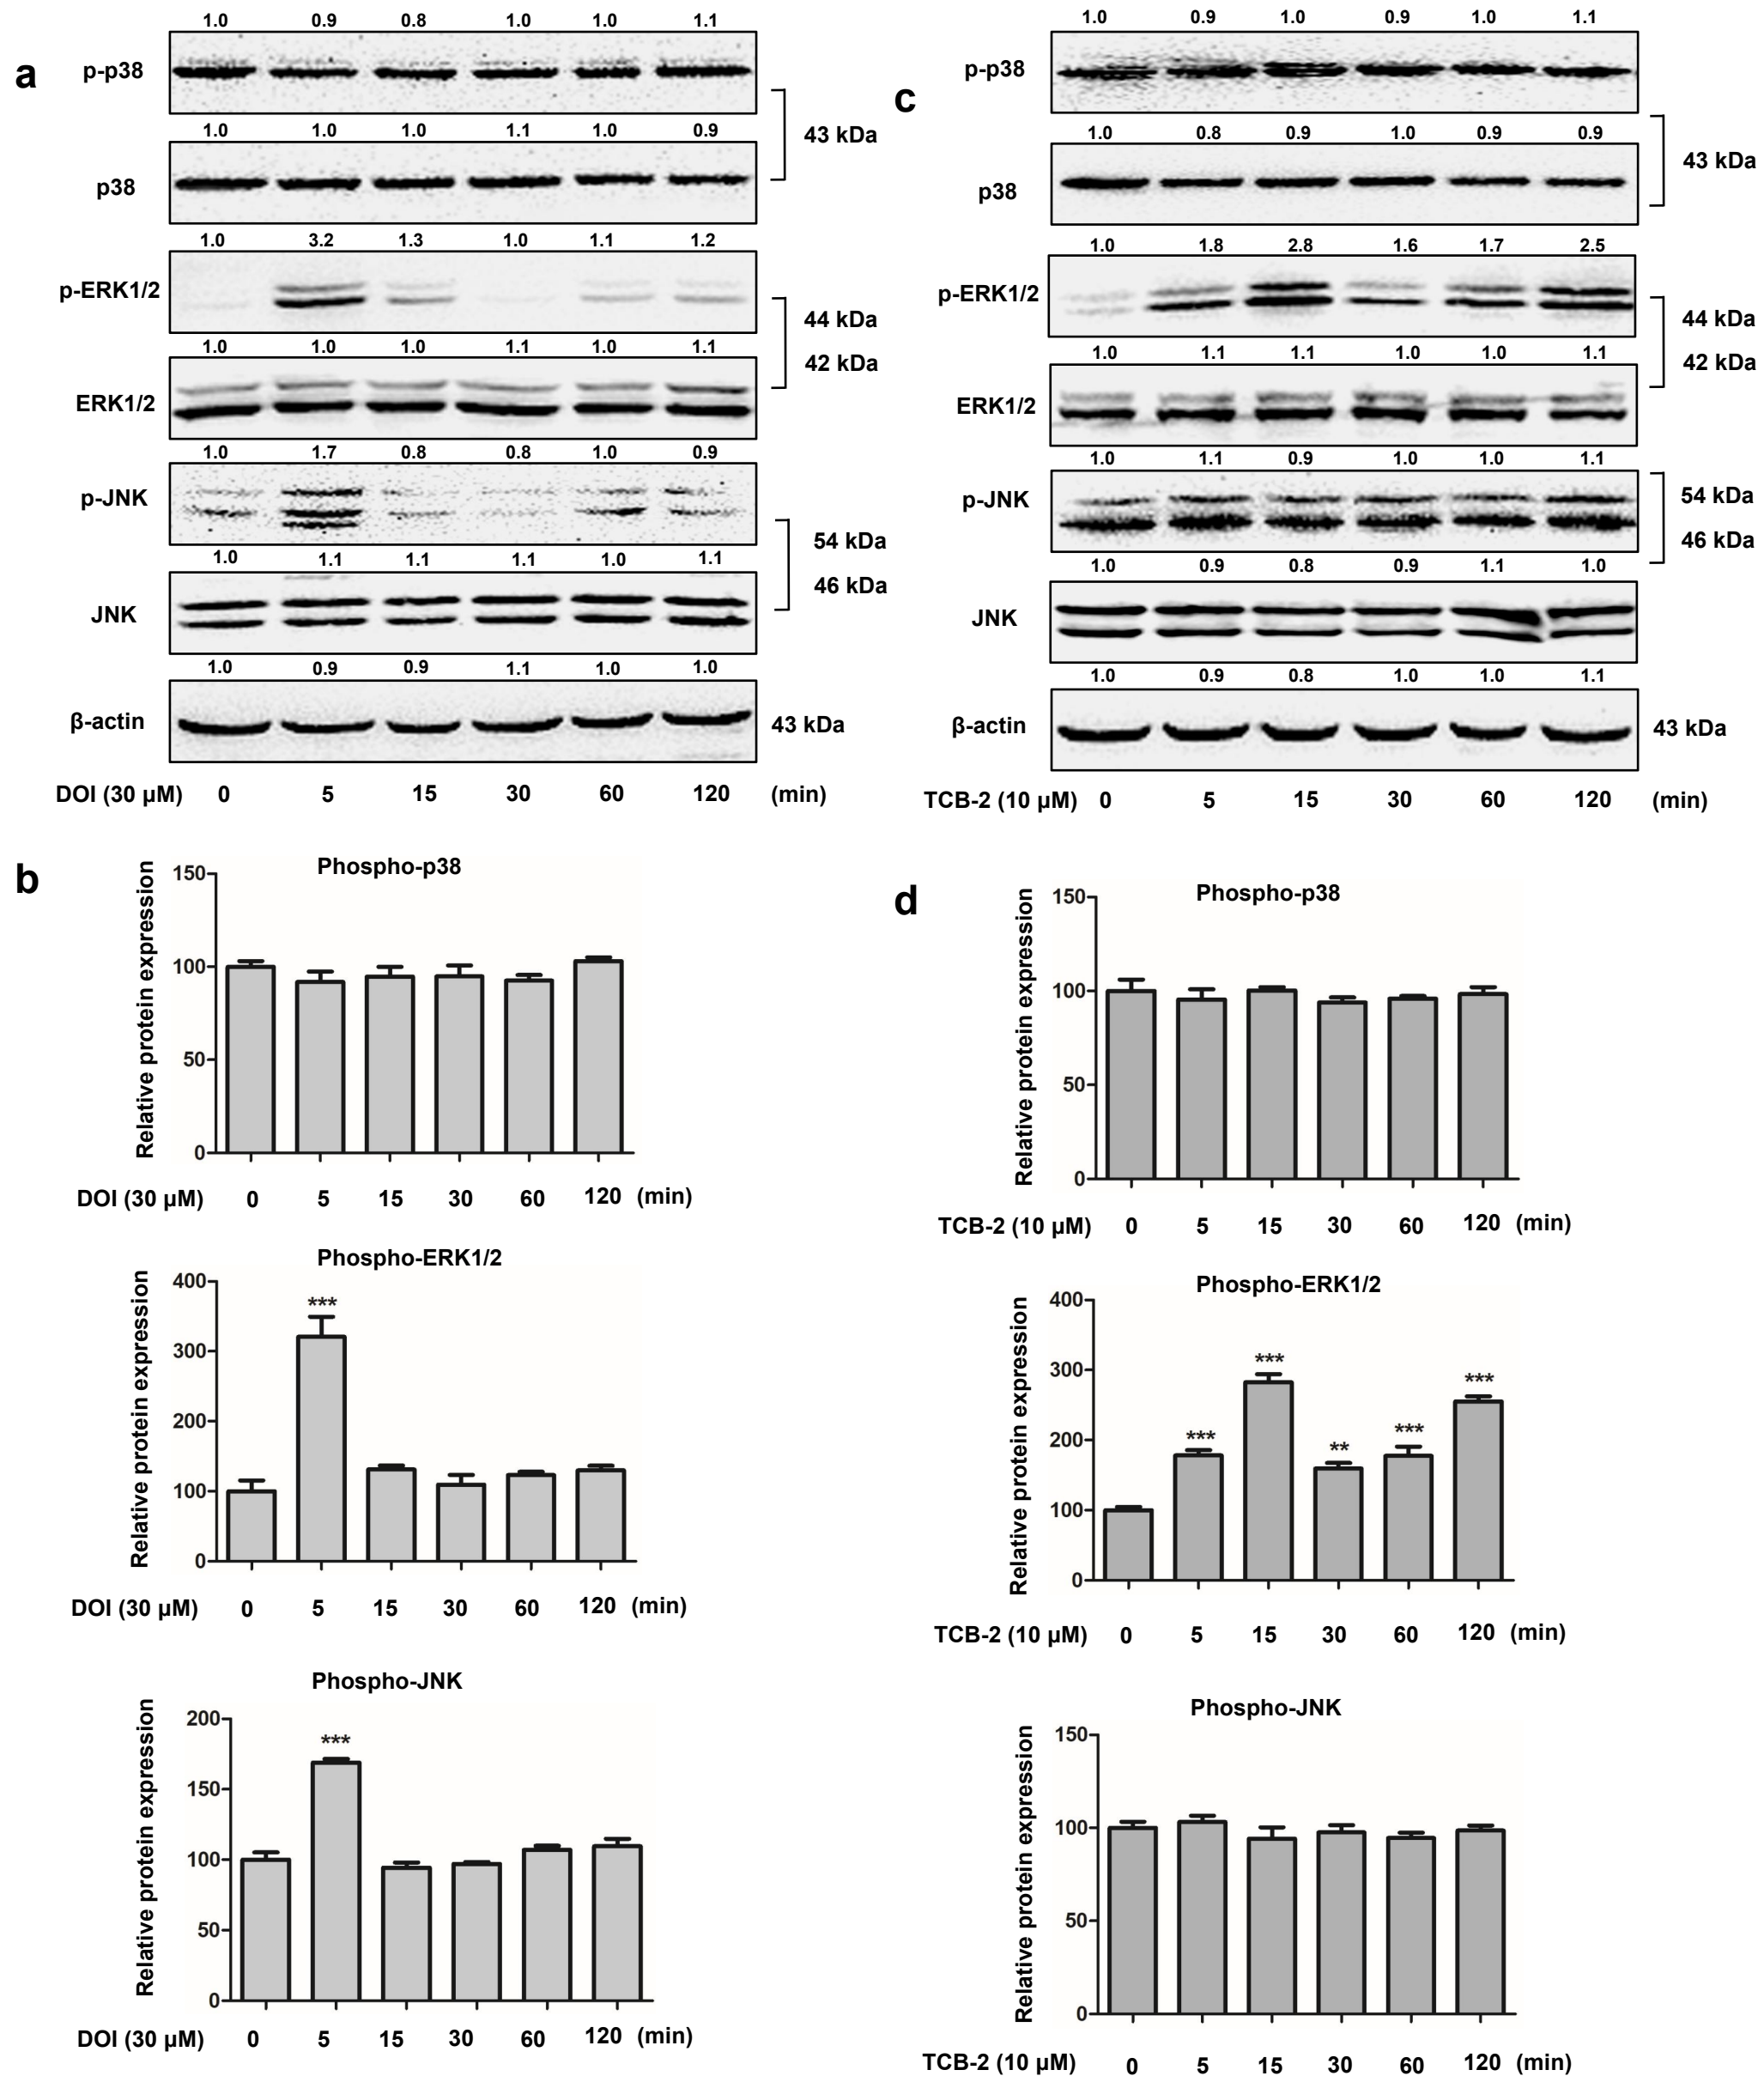 a
1.0 0.9 0.8 1.0 1.0 1.1
p-p38
1.0 1.0 1.0 1.1 1.0 0.9
43 kDa
p38
1.0 3.2 1.3 1.0 1.1 1.2
p-ERK1/2
44 kDa
1.0 1.0 1.0 1.1 1.0 1.1
42 kDa
ERK1/2
1.0 1.7 0.8 0.8 1.0 0.9
p-JNK
54 kDa
1.0 1.1 1.1 1.1 1.0 1.1
46 kDa
JNK
1.0 0.9 0.9 1.1 1.0 1.0
β-actin
43 kDa
DOI (30 μM) 0 5 15 30 60 120 (min)
c
1.0 0.9 1.0 0.9 1.0 1.1
p-p38
1.0 0.8 0.9 1.0 0.9 0.9
43 kDa
p38
1.0 1.8 2.8 1.6 1.7 2.5
p-ERK1/2
44 kDa
1.0 1.1 1.1 1.0 1.0 1.1
42 kDa
ERK1/2
1.0 1.1 0.9 1.0 1.0 1.1
p-JNK
54 kDa
46 kDa
1.0 0.9 0.8 0.9 1.1 1.0
JNK
1.0 0.9 0.8 1.0 1.0 1.1
β-actin
43 kDa
TCB-2 (10 μM) 0 5 15 30 60 120 (min)
b
Phospho-p38
Relative protein expression
150
100
50
0
DOI (30 μM) 0 5 15 30 60 120 (min)
Phospho-ERK1/2
Relative protein expression
400
300
200
100
0
***
DOI (30 μM) 0 5 15 30 60 120 (min)
Phospho-JNK
Relative protein expression
200
150
100
50
0
***
DOI (30 μM) 0 5 15 30 60 120 (min)
d
Phospho-p38
Relative protein expression
150
100
50
0
TCB-2 (10 μM) 0 5 15 30 60 120 (min)
Phospho-ERK1/2
Relative protein expression
400
300
200
100
0
*** *** ** *** ***
TCB-2 (10 μM) 0 5 15 30 60 120 (min)
Phospho-JNK
Relative protein expression
150
100
50
0
TCB-2 (10 μM) 0 5 15 30 60 120 (min)